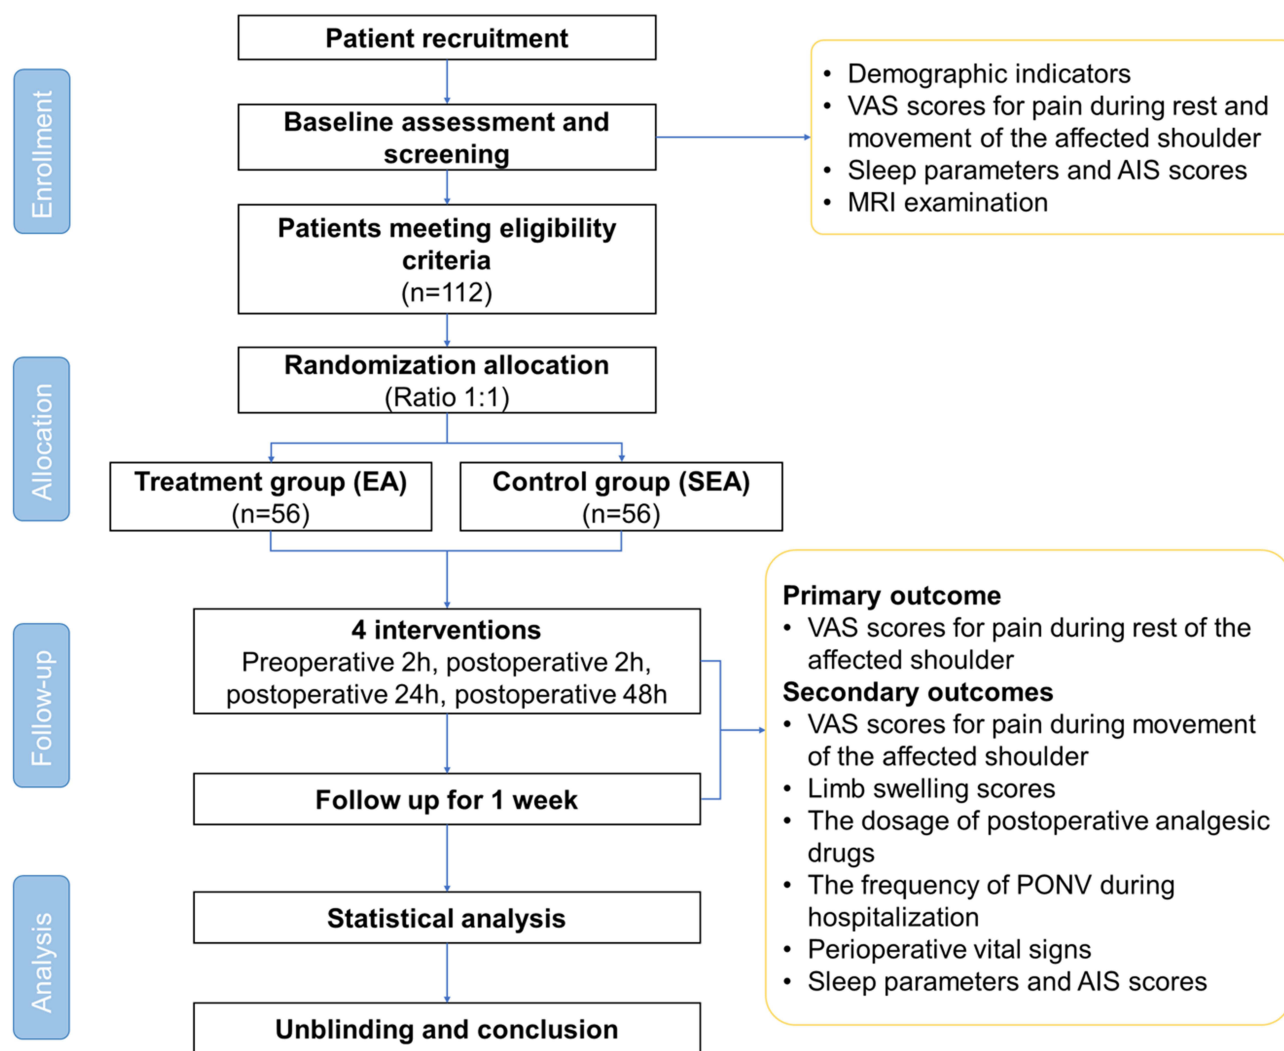 Enrollment
Patient recruitment
Baseline assessment and
screening
• Demographic indicators
• VAS scores for pain during rest and
movement of the affected shoulder
• Sleep parameters and AIS scores
• MRI examination
Patients meeting eligibility
criteria
(n=112)
Allocation
Randomization allocation
(Ratio 1:1)
Treatment group (EA)
(n=56)
Control group (SEA)
(n=56)
Follow-up
4 interventions
Preoperative 2h, postoperative 2h,
postoperative 24h, postoperative 48h
Follow up for 1 week
Primary outcome
• VAS scores for pain during rest of the
affected shoulder
Secondary outcomes
• VAS scores for pain during movement
of the affected shoulder
• Limb swelling scores
• The dosage of postoperative analgesic
drugs
• The frequency of PONV during
hospitalization
• Perioperative vital signs
• Sleep parameters and AIS scores
Analysis
Statistical analysis
Unblinding and conclusion